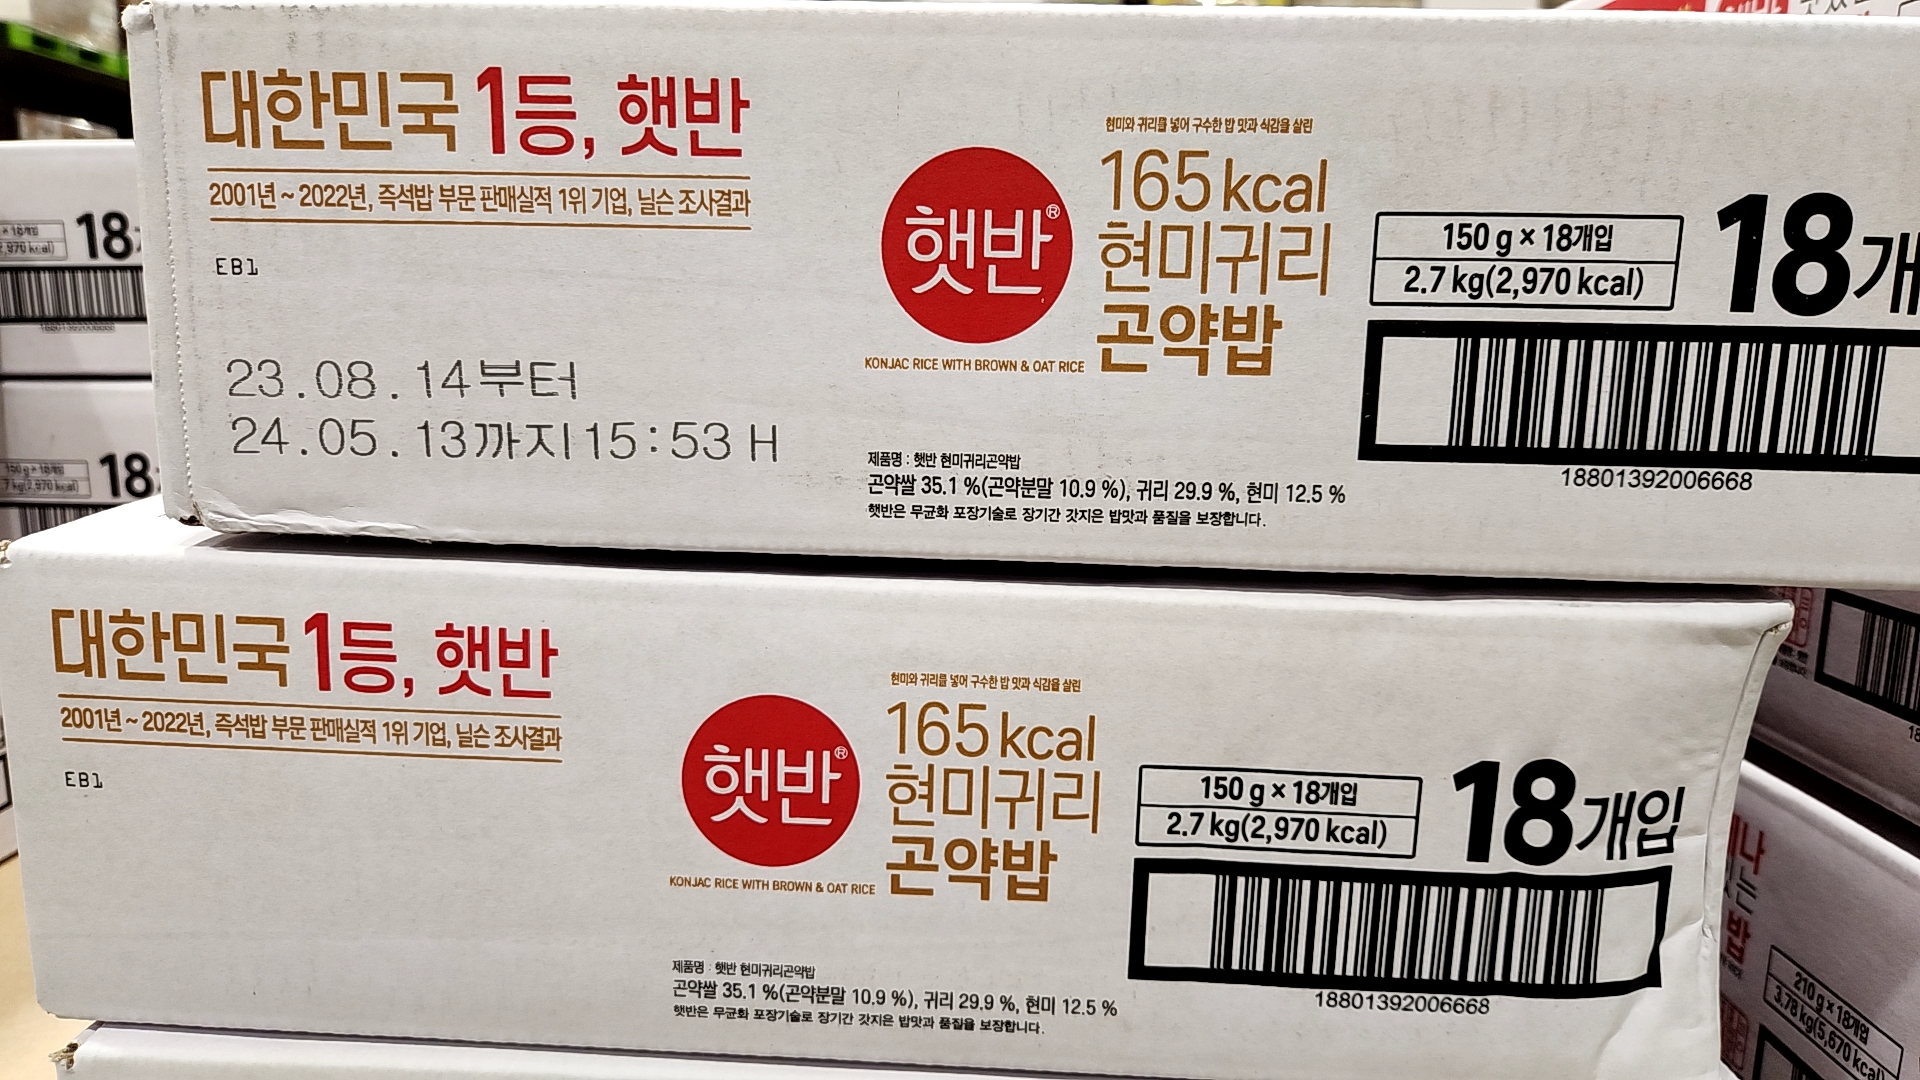 대한민국 1등, 햇반
2001년 ~ 2022년, 즉석밥 부문 판매실적 1위 기업, 닐슨 조사결과
EB1
23.08.14부터
24.05.13까지 15:53 H
햇반®
KONJAC RICE WITH BROWN & OAT RICE
현미와 귀리를 넣어 구수한 밥 맛과 식감을 살린
165 kcal
현미귀리
곤약밥
제품명 : 햇반 현미귀리곤약밥
곤약쌀 35.1 %(곤약분말 10.9 %), 귀리 29.9 %, 현미 12.5 %
햇반은 무균화 포장기술로 장기간 갓지은 밥맛과 품질을 보장합니다.
150 g × 18개입
2.7 kg(2,970 kcal)
18개
18801392006668
대한민국 1등, 햇반
2001년 ~ 2022년, 즉석밥 부문 판매실적 1위 기업, 닐슨 조사결과
EB1
햇반®
KONJAC RICE WITH BROWN & OAT RICE
현미와 귀리를 넣어 구수한 밥 맛과 식감을 살린
165 kcal
현미귀리
곤약밥
제품명 : 햇반 현미귀리곤약밥
곤약쌀 35.1 %(곤약분말 10.9 %), 귀리 29.9 %, 현미 12.5 %
햇반은 무균화 포장기술로 장기간 갓지은 밥맛과 품질을 보장합니다.
150 g × 18개입
2.7 kg(2,970 kcal)
18개입
18801392006668
18
18
210 g × 18개입
3.78 kg(5,670 kcal)
밥